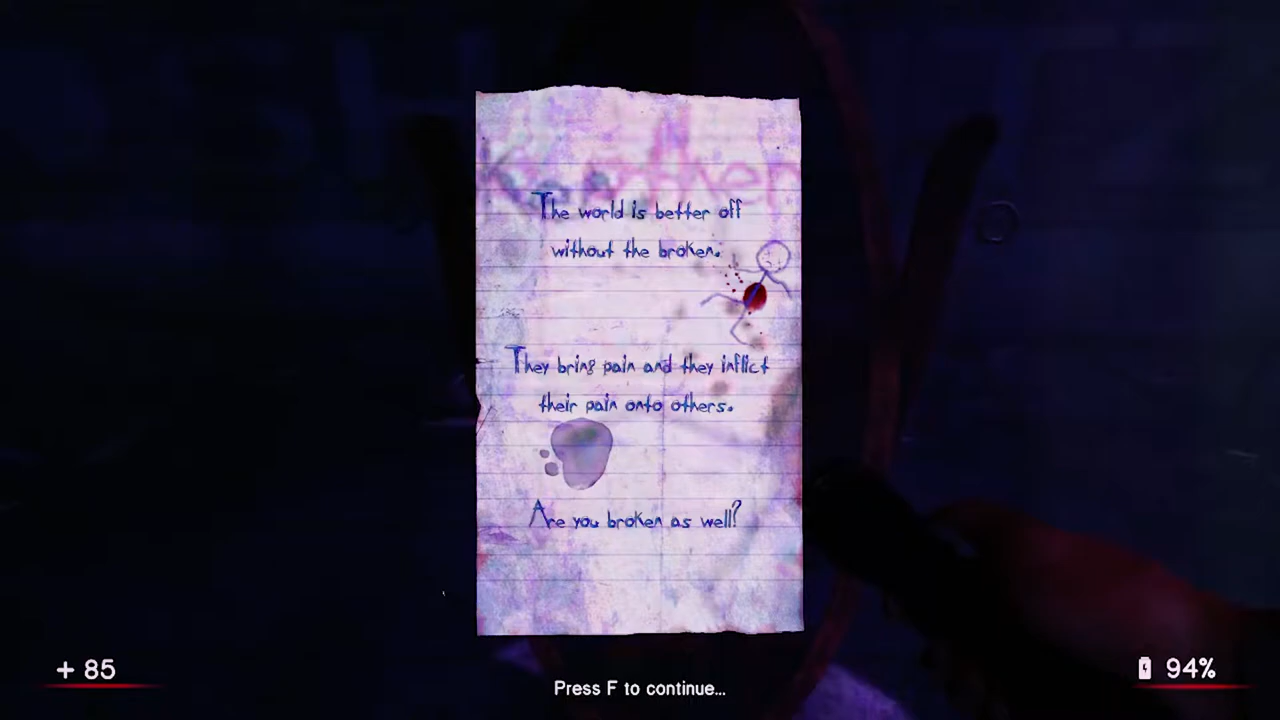 The world is better off
without the broken.
They bring pain and they inflict
their pain onto others.
Are you broken as well?
+ 85
94%
Press F to continue...